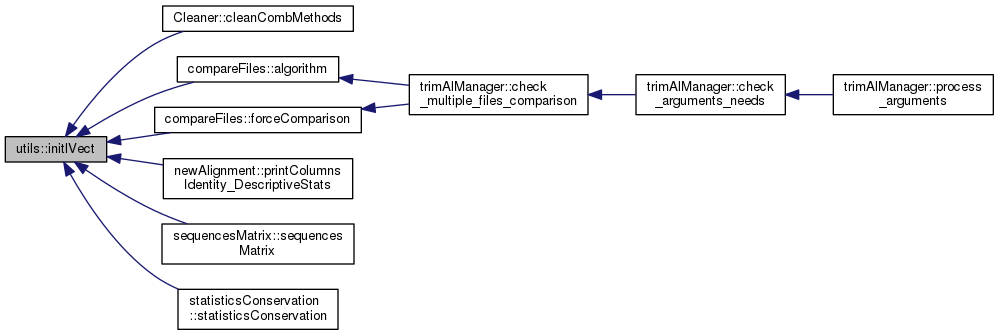 Cleaner::cleanCombMethods
compareFiles::algorithm
trimAlManager::check
_multiple_files_comparison
trimAlManager::check
_arguments_needs
trimAlManager::process
_arguments
compareFiles::forceComparison
utils::initlVect
newAlignment::printColumns
Identity_DescriptiveStats
sequencesMatrix::sequences
Matrix
statisticsConservation
::statisticsConservation